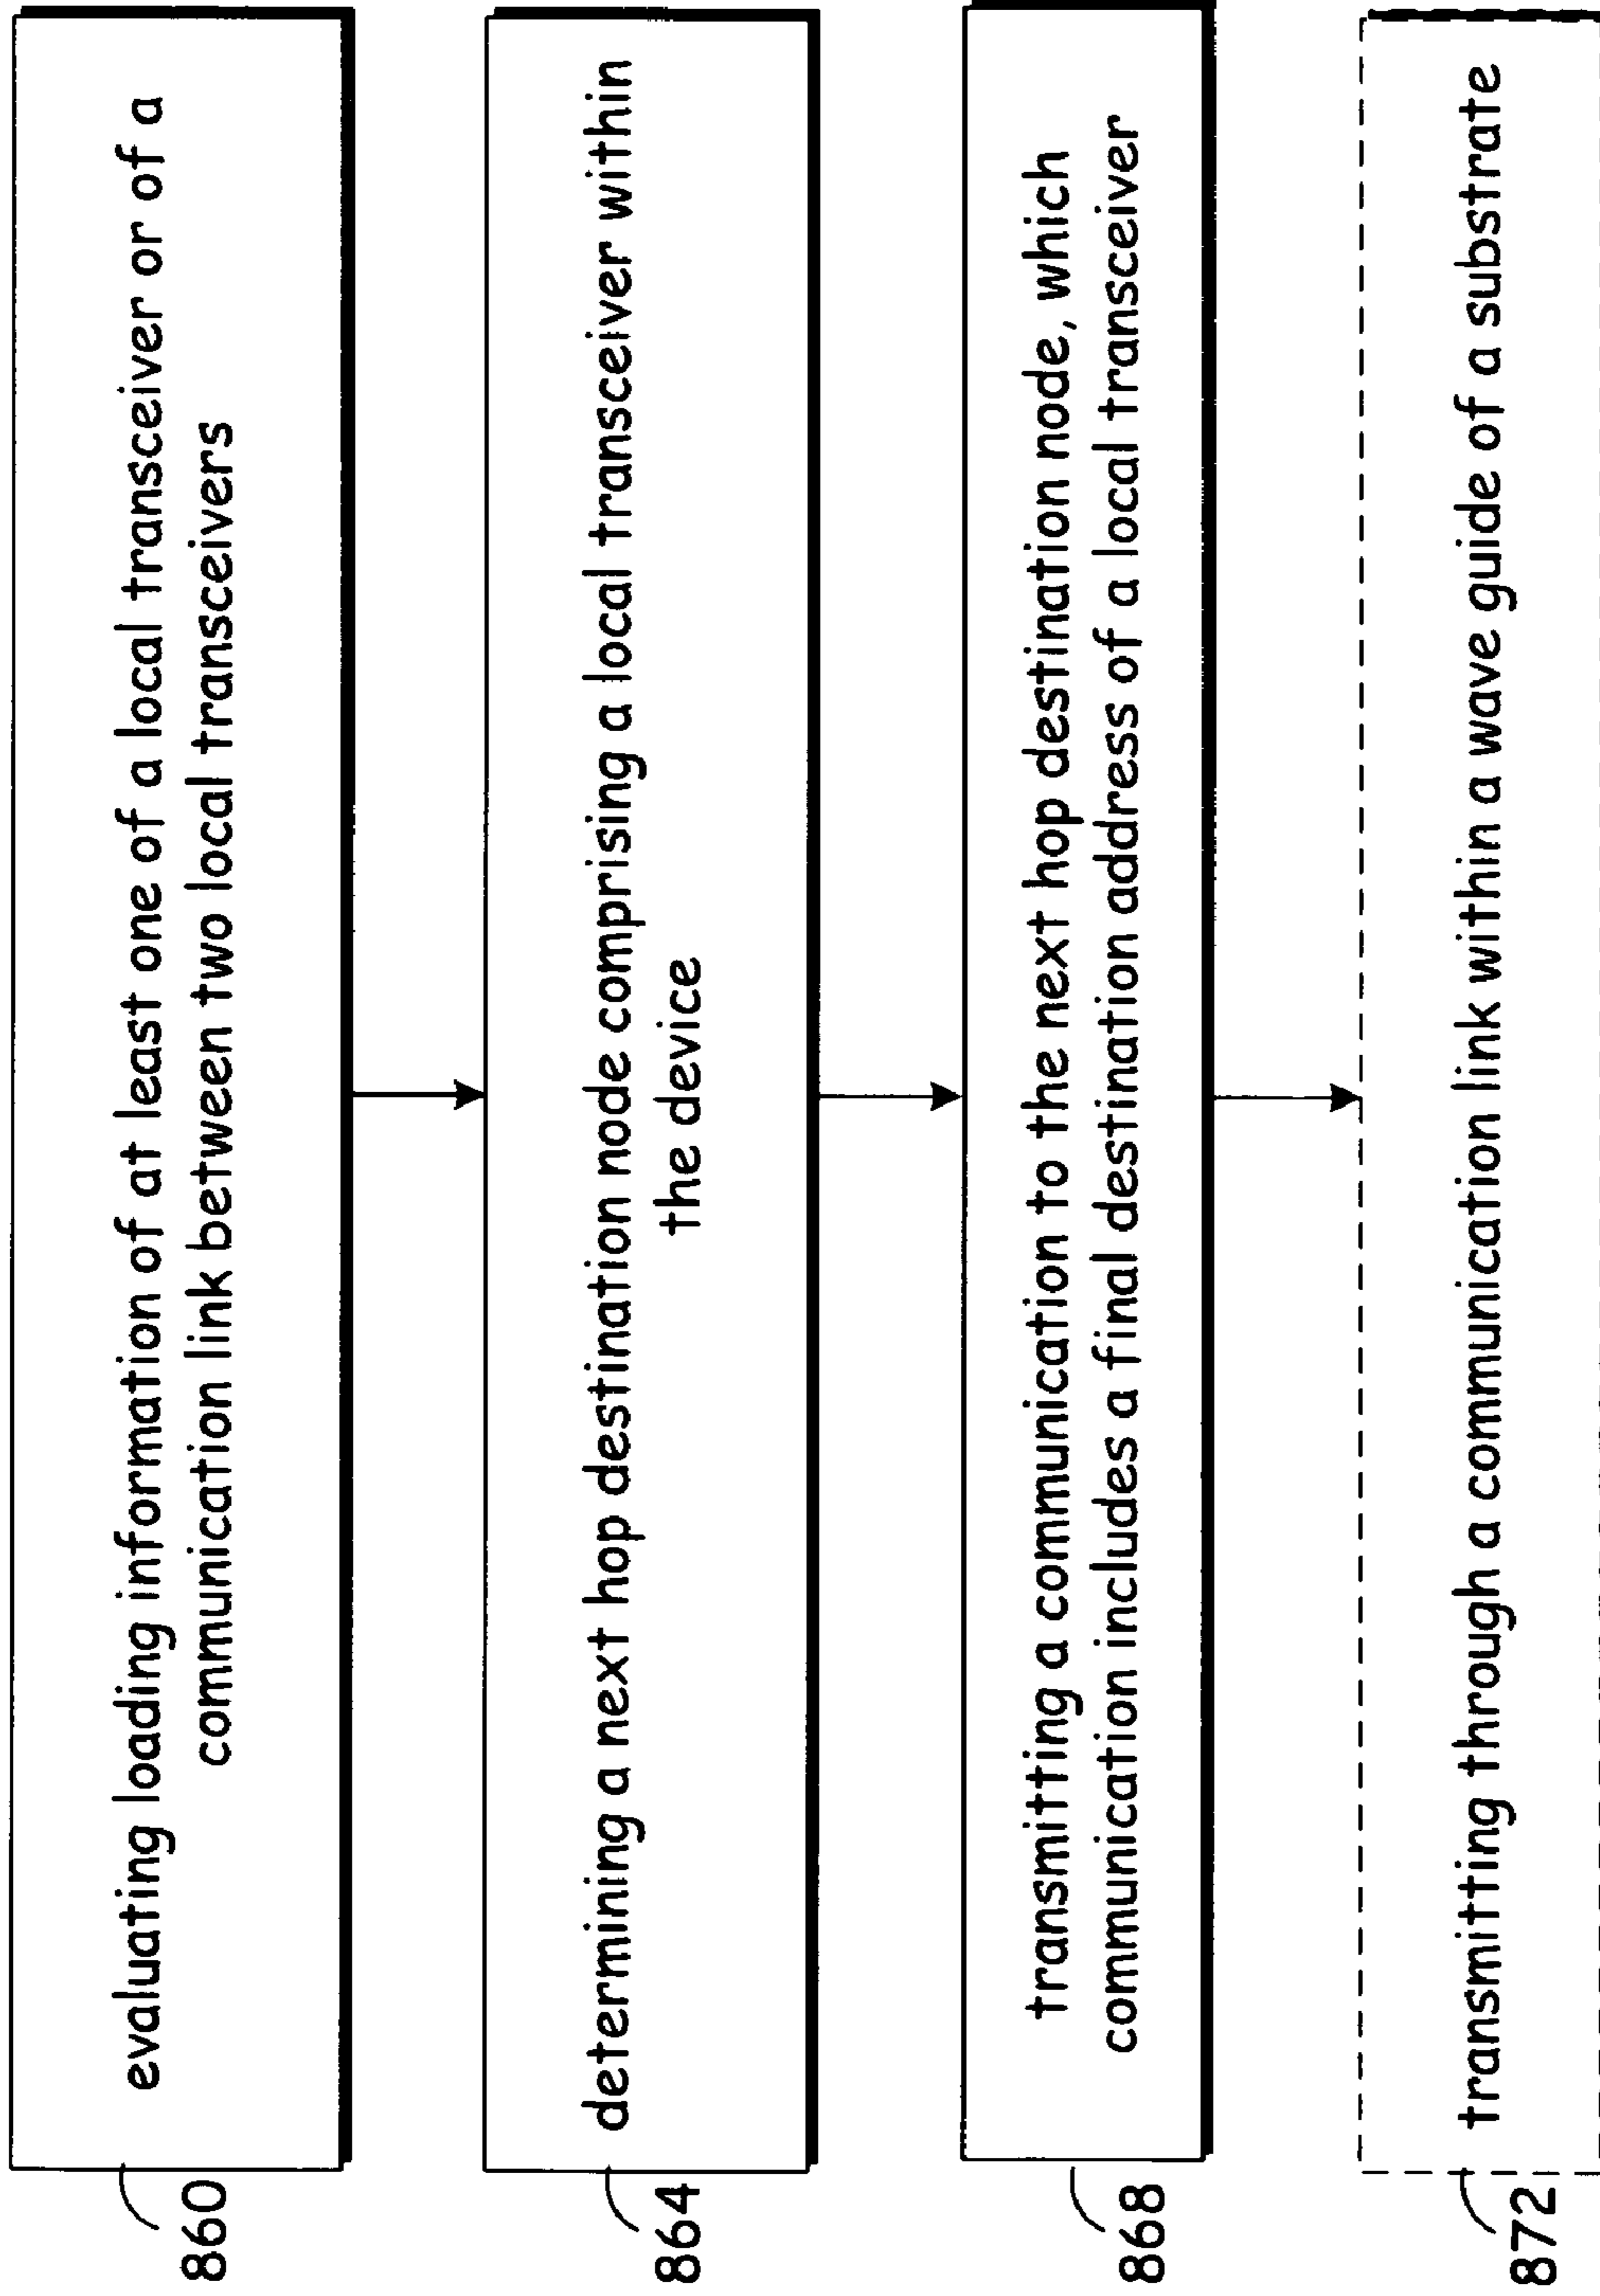 evaluating loading information of at least one of a local transceiver or of a
communication link between two local transceivers
860
determining a next hop destination node comprising a local transceiver within
the device
864
transmitting a communication to the next hop destination node, which
communication includes a final destination address of a local transceiver
868
transmitting through a communication link within a wave guide of a substrate
872